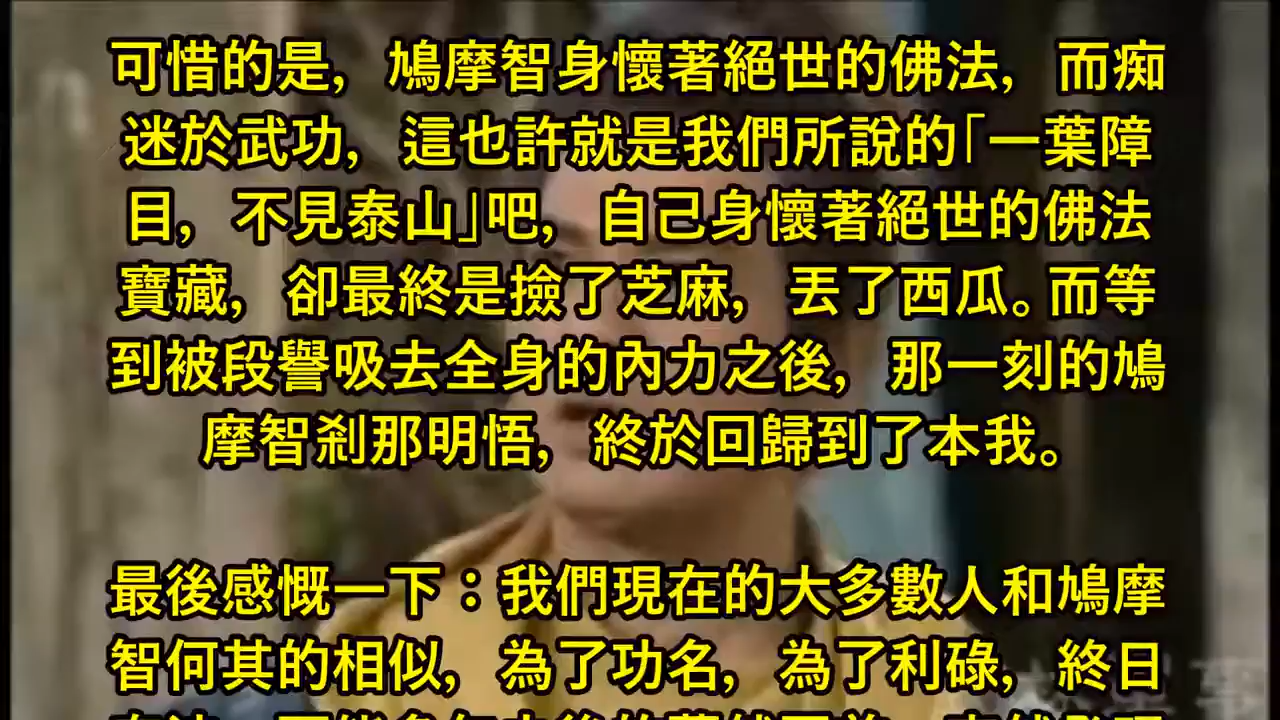 可惜的是，鳩摩智身懷著絕世的佛法，而痴
迷於武功，這也許就是我們所說的「一葉障
目，不見泰山」吧，自己身懷著絕世的佛法
寶藏，卻最終是撿了芝麻，丟了西瓜。而等
到被段譽吸去全身的內力之後，那一刻的鳩
摩智剎那明悟，終於回歸到了本我。
最後感慨一下：我們現在的大多數人和鳩摩
智何其的相似，為了功名，為了利碌，終日